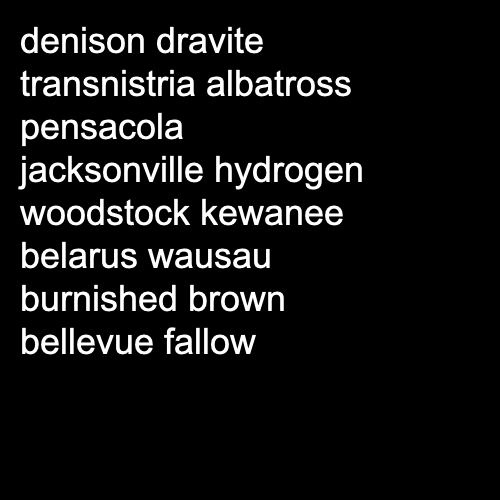 denison dravite
transnistria albatross
pensacola
jacksonville hydrogen
woodstock kewanee
belarus wausau
burnished brown
bellevue fallow